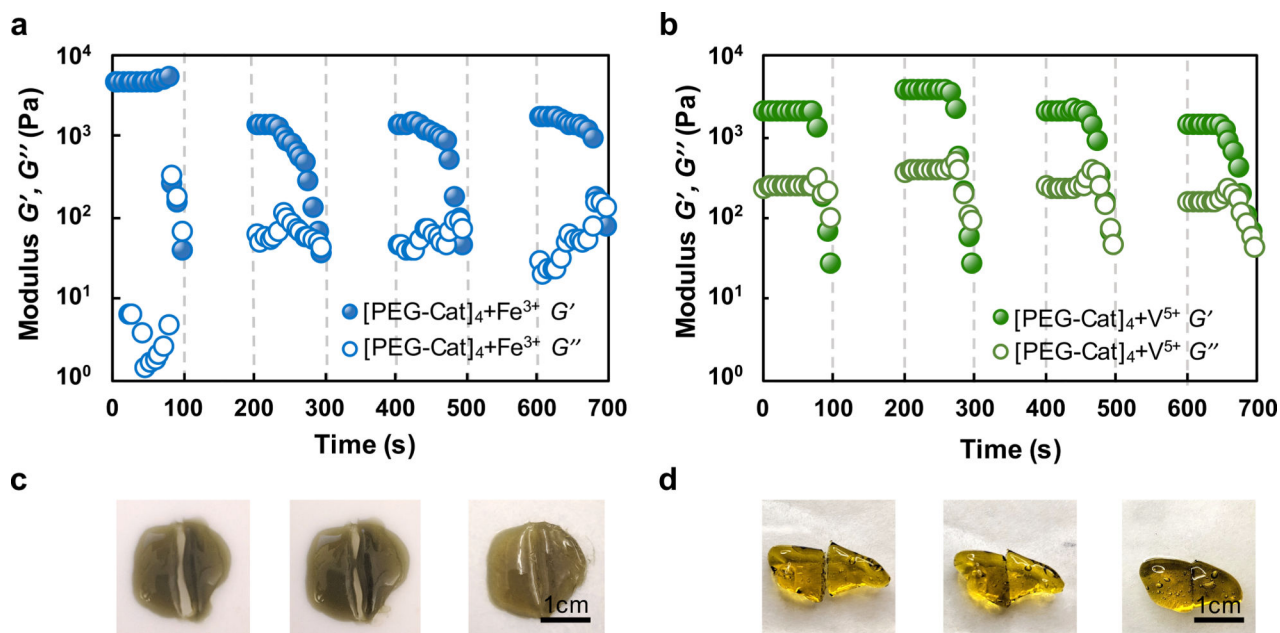 a
Modulus G′, G′′ (Pa)
10⁴
10³
10²
10¹
10⁰
[PEG-Cat]₄+Fe³⁺ G′
[PEG-Cat]₄+Fe³⁺ G′′
0 100 200 300 400 500 600 700
Time (s)
b
Modulus G′, G′′ (Pa)
10⁴
10³
10²
10¹
10⁰
[PEG-Cat]₄+V⁵⁺ G′
[PEG-Cat]₄+V⁵⁺ G′′
0 100 200 300 400 500 600 700
Time (s)
c
1cm
d
1cm